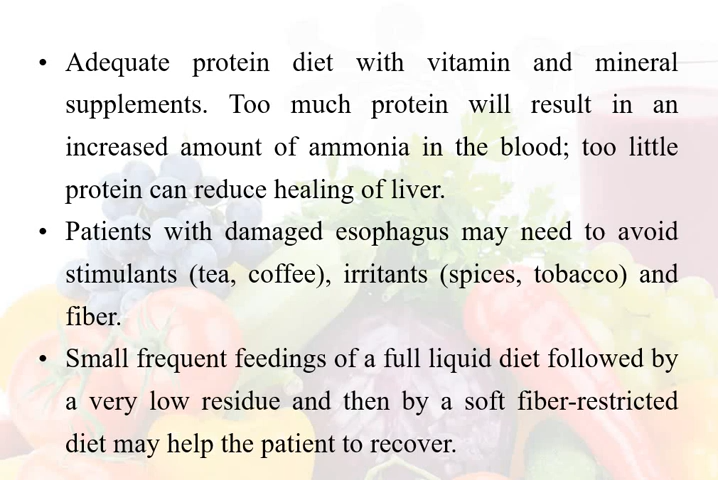 • Adequate protein diet with vitamin and mineral
supplements. Too much protein will result in an
increased amount of ammonia in the blood; too little
protein can reduce healing of liver.
• Patients with damaged esophagus may need to avoid
stimulants (tea, coffee), irritants (spices, tobacco) and
fiber.
• Small frequent feedings of a full liquid diet followed by
a very low residue and then by a soft fiber-restricted
diet may help the patient to recover.